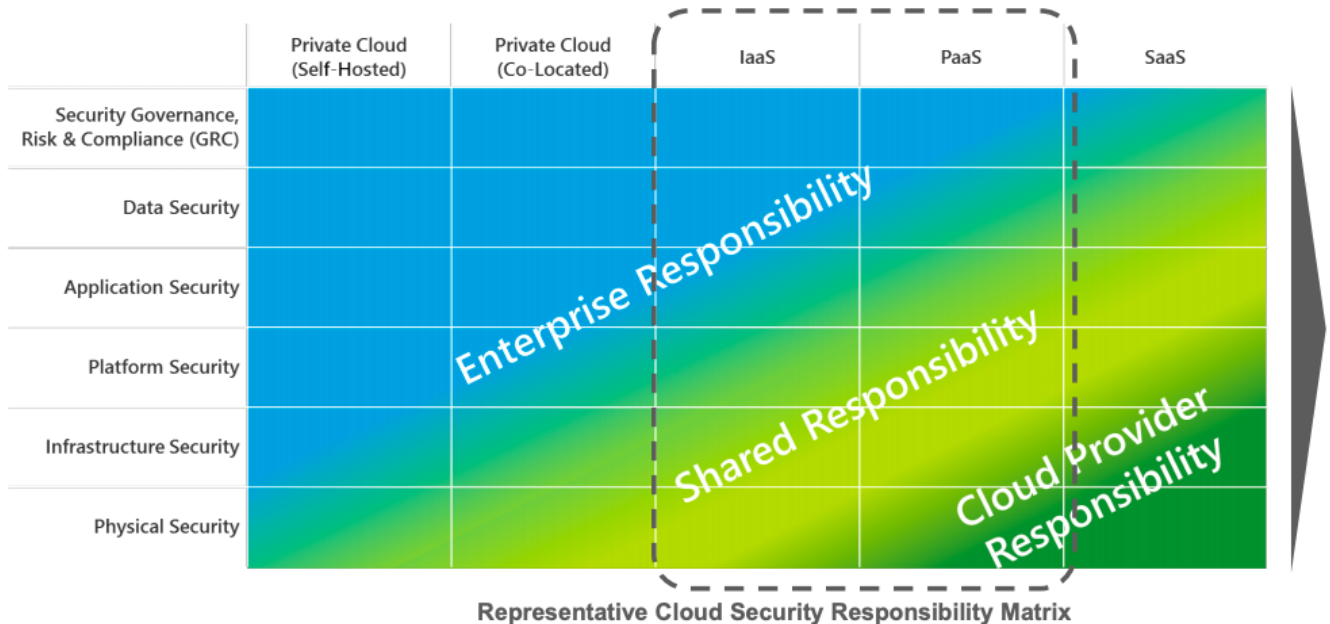 Private Cloud
(Self-Hosted)
Private Cloud
(Co-Located)
IaaS
PaaS
SaaS
Security Governance,
Risk & Compliance (GRC)
Data Security
Application Security
Platform Security
Infrastructure Security
Physical Security
Enterprise Responsibility
Shared Responsibility
Cloud Provider
Responsibility
Representative Cloud Security Responsibility Matrix